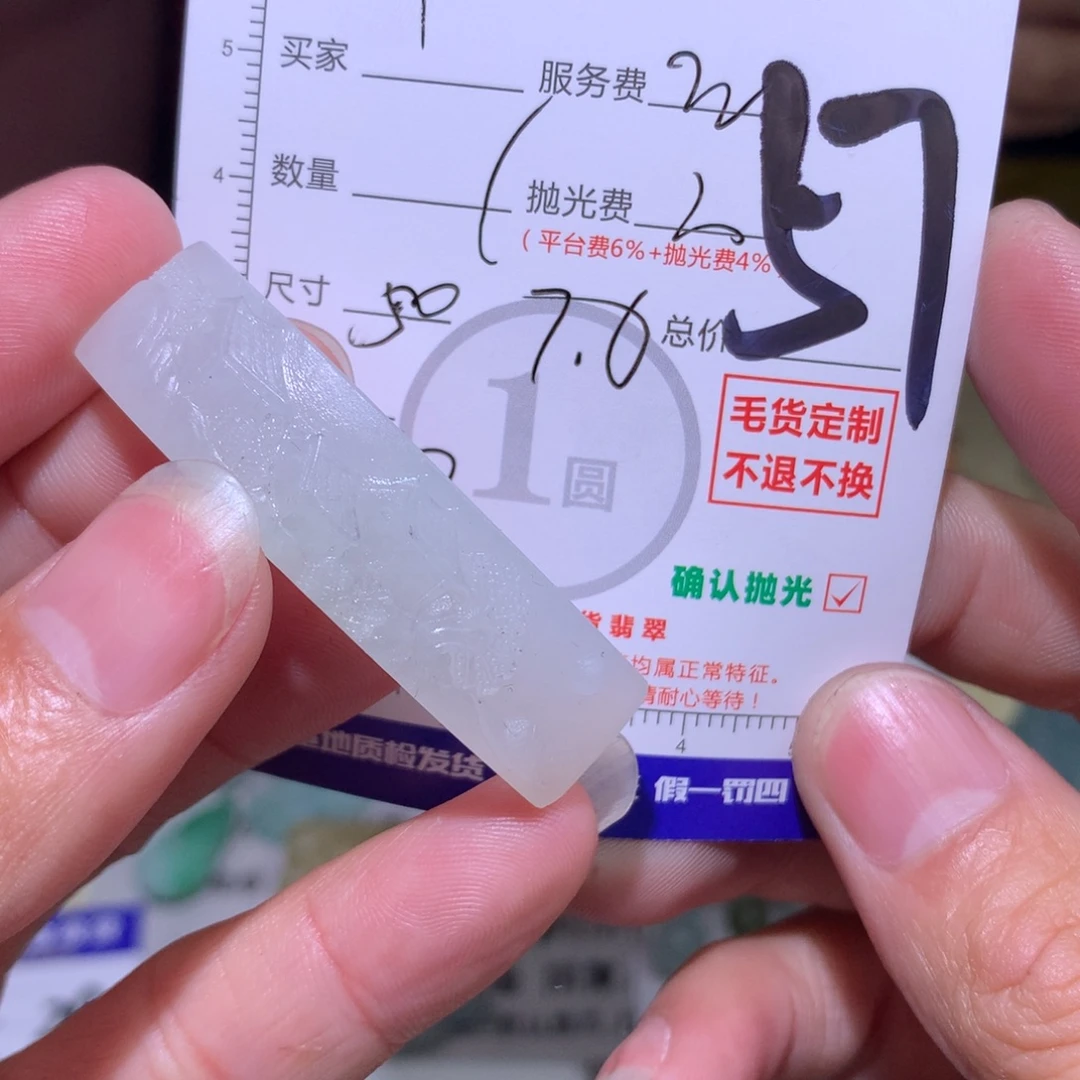 5
买家
服务费
4
数量
抛光费
(平台费6%+抛光费4%
尺寸 50 7.6 总价
57
1圆
毛货定制
不退不换
确认抛光 ☑
货翡翠
均属正常特征。
请耐心等待！
4
地质检发货
假一罚四